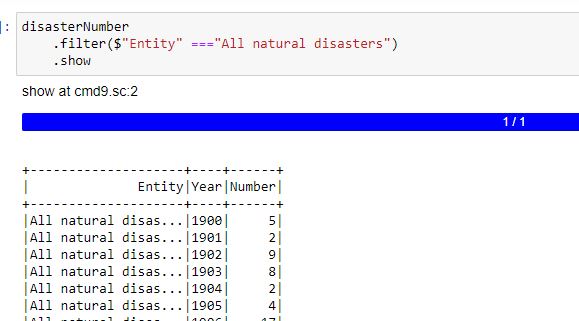 ]: disasterNumber
.filter($"Entity" ==="All natural disasters")
.show
show at cmd9.sc:2
1 / 1
+--------------------+----+------+
|              Entity|Year|Number|
+--------------------+----+------+
|All natural disas...|1900|     5|
|All natural disas...|1901|     2|
|All natural disas...|1902|     9|
|All natural disas...|1903|     8|
|All natural disas...|1904|     2|
|All natural disas...|1905|     4|